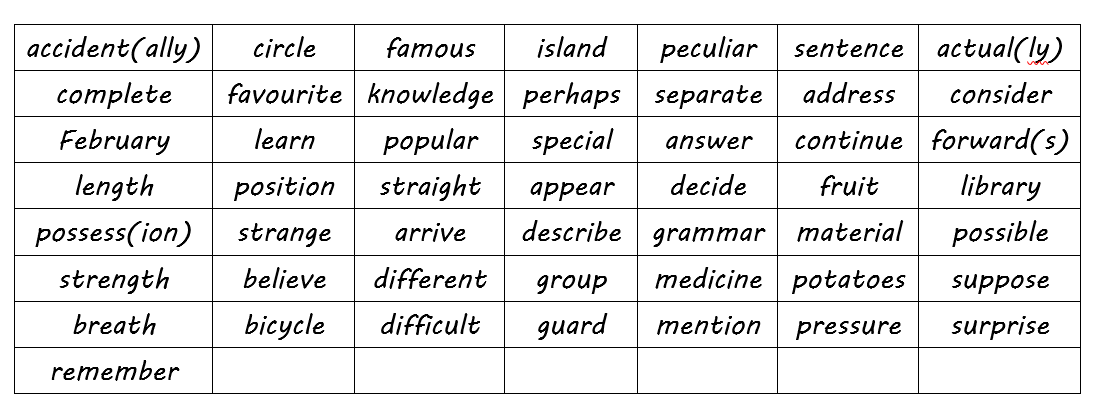 accident(ally) circle famous island peculiar sentence actual(ly)
complete favourite knowledge perhaps separate address consider
February learn popular special answer continue forward(s)
length position straight appear decide fruit library
possess(ion) strange arrive describe grammar material possible
strength believe different group medicine potatoes suppose
breath bicycle difficult guard mention pressure surprise
remember